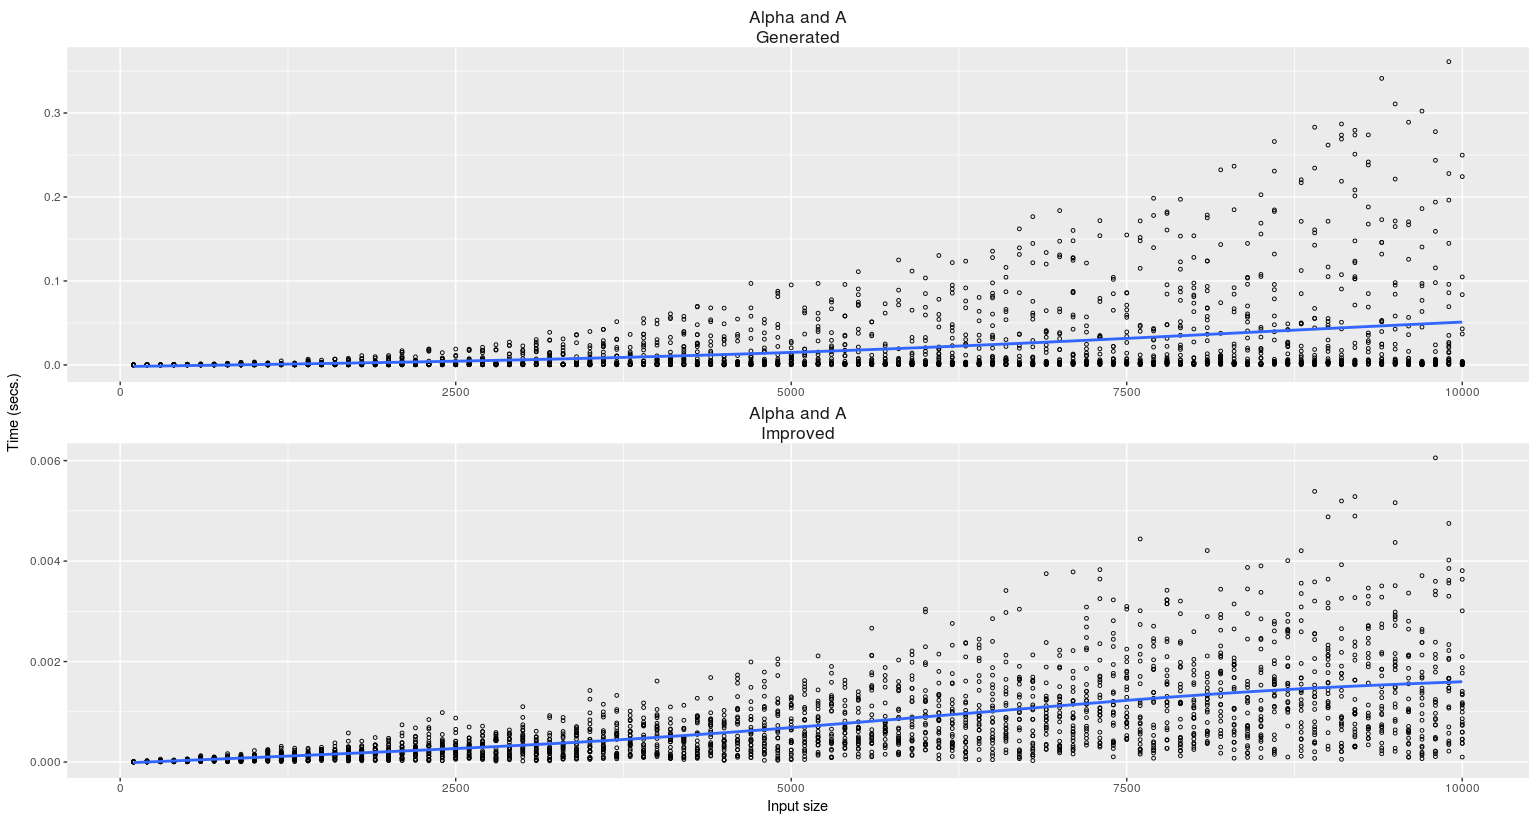 Alpha and A
Generated
0.3
0.2
0.1
0.0
0 2500 5000 7500 10000
Time (secs.)
Alpha and A
Improved
0.006
0.004
0.002
0.000
0 2500 5000 7500 10000
Input size